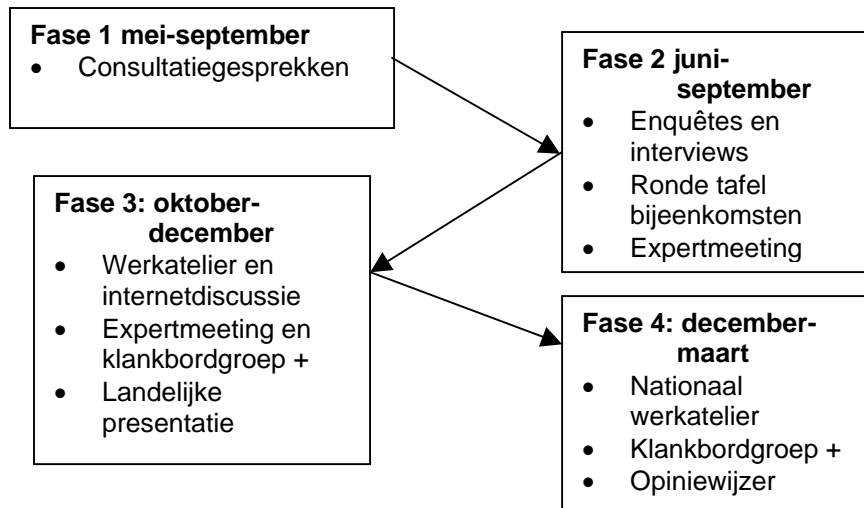 Fase 1 mei-september
• Consultatiegesprekken
Fase 2 juni-
september
• Enquêtes en
interviews
• Ronde tafel
bijeenkomsten
• Expertmeeting
Fase 3: oktober-
december
• Werkatelier en
internetdiscussie
• Expertmeeting en
klankbordgroep +
• Landelijke
presentatie
Fase 4: december-
maart
• Nationaal
werkatelier
• Klankbordgroep +
• Opiniewijzer